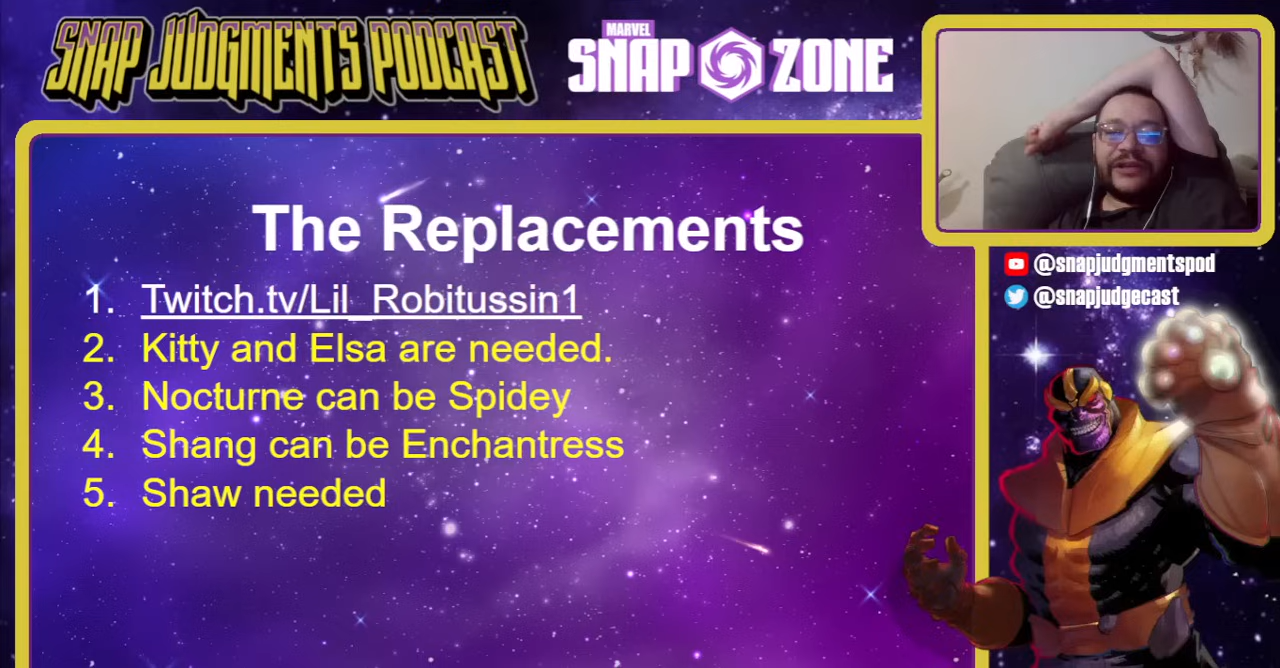 SNAP JUDGMENTS PODCAST
MARVEL
SNAP ZONE
The Replacements
1. Twitch.tv/Lil_Robitussin1
2. Kitty and Elsa are needed.
3. Nocturne can be Spidey
4. Shang can be Enchantress
5. Shaw needed
@snapjudgmentspod
@snapjudgecast